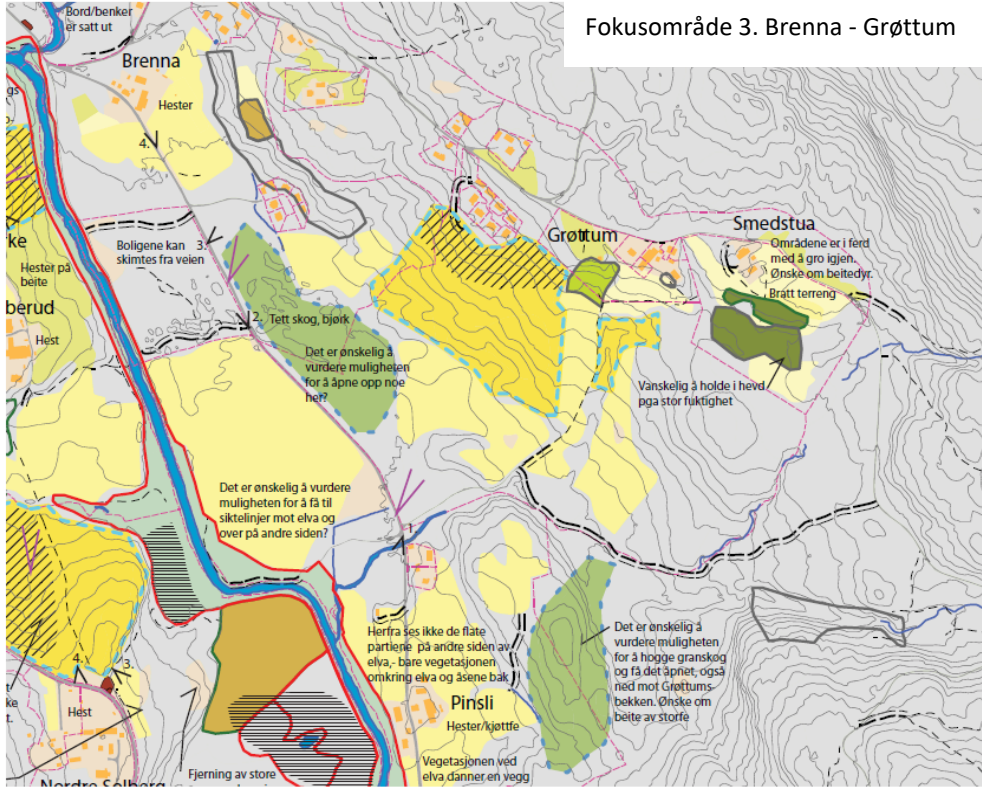 Fokusområde 3. Brenna - Grøttum
Bord/benker
er satt ut
Brenna
Hester
4.
Boligene kan
skimtes fra veien
3.
Hester på
beite
berud
Hest
2.
Tett skog, bjørk
Det er ønskelig å
vurdere muligheten
for å åpne opp noe
her?
Grøttum
Smedstua
Områdene er i ferd
med å gro igjen.
Ønske om beitedyr.
Bratt terreng
Vanskelig å holde i hevd
pga stor fuktighet
Det er ønskelig å vurdere
muligheten for å få til
siktelinjer mot elva og
over på andre siden?
1.
Herfra ses ikke de flate
partiene på andre siden av
elva,- bare vegetasjonen
omkring elva og åsene bak
Pinsli
Hester/kjøttfe
Vegetasjonen ved
elva danner en vegg
Det er ønskelig å
vurdere muligheten
for å hogge granskog
og få det åpnet, også
ned mot Grøttums-
bekken. Ønske om
beite av storfe
4.
3.
Hest
Fjerning av store
Nordre Solberg